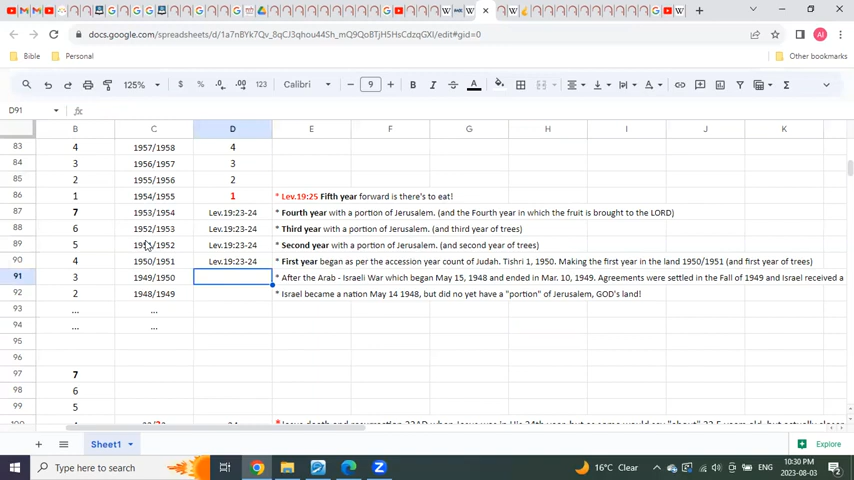 docs.google.com/spreadsheets/d/1a7nBYk7Qv_8qCJ3qhou44Sh_mQ9QoBTjH5HsCdzqGXI/edit#gid=0
AI
Bible Personal Other bookmarks
125% $ % .0 .00 123 Calibri 9 B I A
D91 fx
B C D E F G H I J K
83 4 1957/1958 4
84 3 1956/1957 3
85 2 1955/1956 2
86 1 1954/1955 1 * Lev.19:25 Fifth year forward is there's to eat!
87 7 1953/1954 Lev.19:23-24 * Fourth year with a portion of Jerusalem. (and the Fourth year in which the fruit is brought to the LORD)
88 6 1952/1953 Lev.19:23-24 * Third year with a portion of Jerusalem. (and third year of trees)
89 5 1951/1952 Lev.19:23-24 * Second year with a portion of Jerusalem. (and second year of trees)
90 4 1950/1951 Lev.19:23-24 * First year began as per the accession year count of Judah. Tishri 1, 1950. Making the first year in the land 1950/1951 (and first year of trees)
91 3 1949/1950 * After the Arab - Israeli War which began May 15, 1948 and ended in Mar. 10, 1949. Agreements were settled in the Fall of 1949 and Israel received a
92 2 1948/1949 * Israel became a nation May 14 1948, but did no yet have a "portion" of Jerusalem, GOD's land!
93 ... ...
94 ... ...
95
96
97 7
98 6
99 5
Sheet1 Explore
Type here to search 16°C Clear ENG 10:30 PM
2023-08-03 2